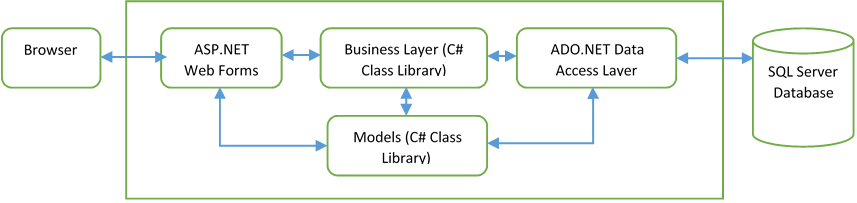 Browser
ASP.NET
Web Forms
Business Layer (C#
Class Library)
ADO.NET Data
Access Layer
SQL Server
Database
Models (C# Class
Library)